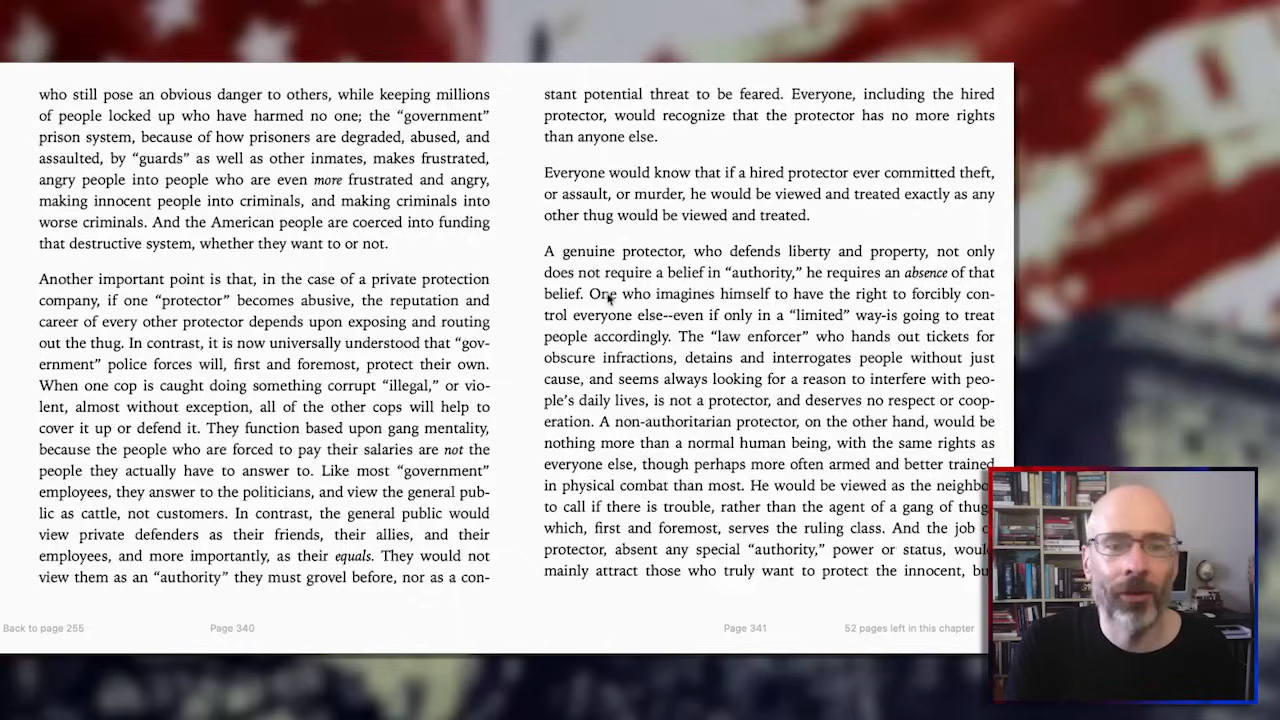 who still pose an obvious danger to others, while keeping millions
of people locked up who have harmed no one; the “government”
prison system, because of how prisoners are degraded, abused, and
assaulted, by “guards” as well as other inmates, makes frustrated,
angry people into people who are even more frustrated and angry,
making innocent people into criminals, and making criminals into
worse criminals. And the American people are coerced into funding
that destructive system, whether they want to or not.
Another important point is that, in the case of a private protection
company, if one “protector” becomes abusive, the reputation and
career of every other protector depends upon exposing and routing
out the thug. In contrast, it is now universally understood that “gov-
ernment” police forces will, first and foremost, protect their own.
When one cop is caught doing something corrupt “illegal,” or vio-
lent, almost without exception, all of the other cops will help to
cover it up or defend it. They function based upon gang mentality,
because the people who are forced to pay their salaries are not the
people they actually have to answer to. Like most “government”
employees, they answer to the politicians, and view the general pub-
lic as cattle, not customers. In contrast, the general public would
view private defenders as their friends, their allies, and their
employees, and more importantly, as their equals. They would not
view them as an “authority” they must grovel before, nor as a con-
Back to page 255
Page 340
stant potential threat to be feared. Everyone, including the hired
protector, would recognize that the protector has no more rights
than anyone else.
Everyone would know that if a hired protector ever committed theft,
or assault, or murder, he would be viewed and treated exactly as any
other thug would be viewed and treated.
A genuine protector, who defends liberty and property, not only
does not require a belief in “authority,” he requires an absence of that
belief. One who imagines himself to have the right to forcibly con-
trol everyone else--even if only in a “limited” way-is going to treat
people accordingly. The “law enforcer” who hands out tickets for
obscure infractions, detains and interrogates people without just
cause, and seems always looking for a reason to interfere with peo-
ple’s daily lives, is not a protector, and deserves no respect or coop-
eration. A non-authoritarian protector, on the other hand, would be
nothing more than a normal human being, with the same rights as
everyone else, though perhaps more often armed and better trained
in physical combat than most. He would be viewed as the neighbo
to call if there is trouble, rather than the agent of a gang of thug
which, first and foremost, serves the ruling class. And the job
protector, absent any special “authority,” power or status, woul
mainly attract those who truly want to protect the innocent, bu
Page 341
52 pages left in this chapter